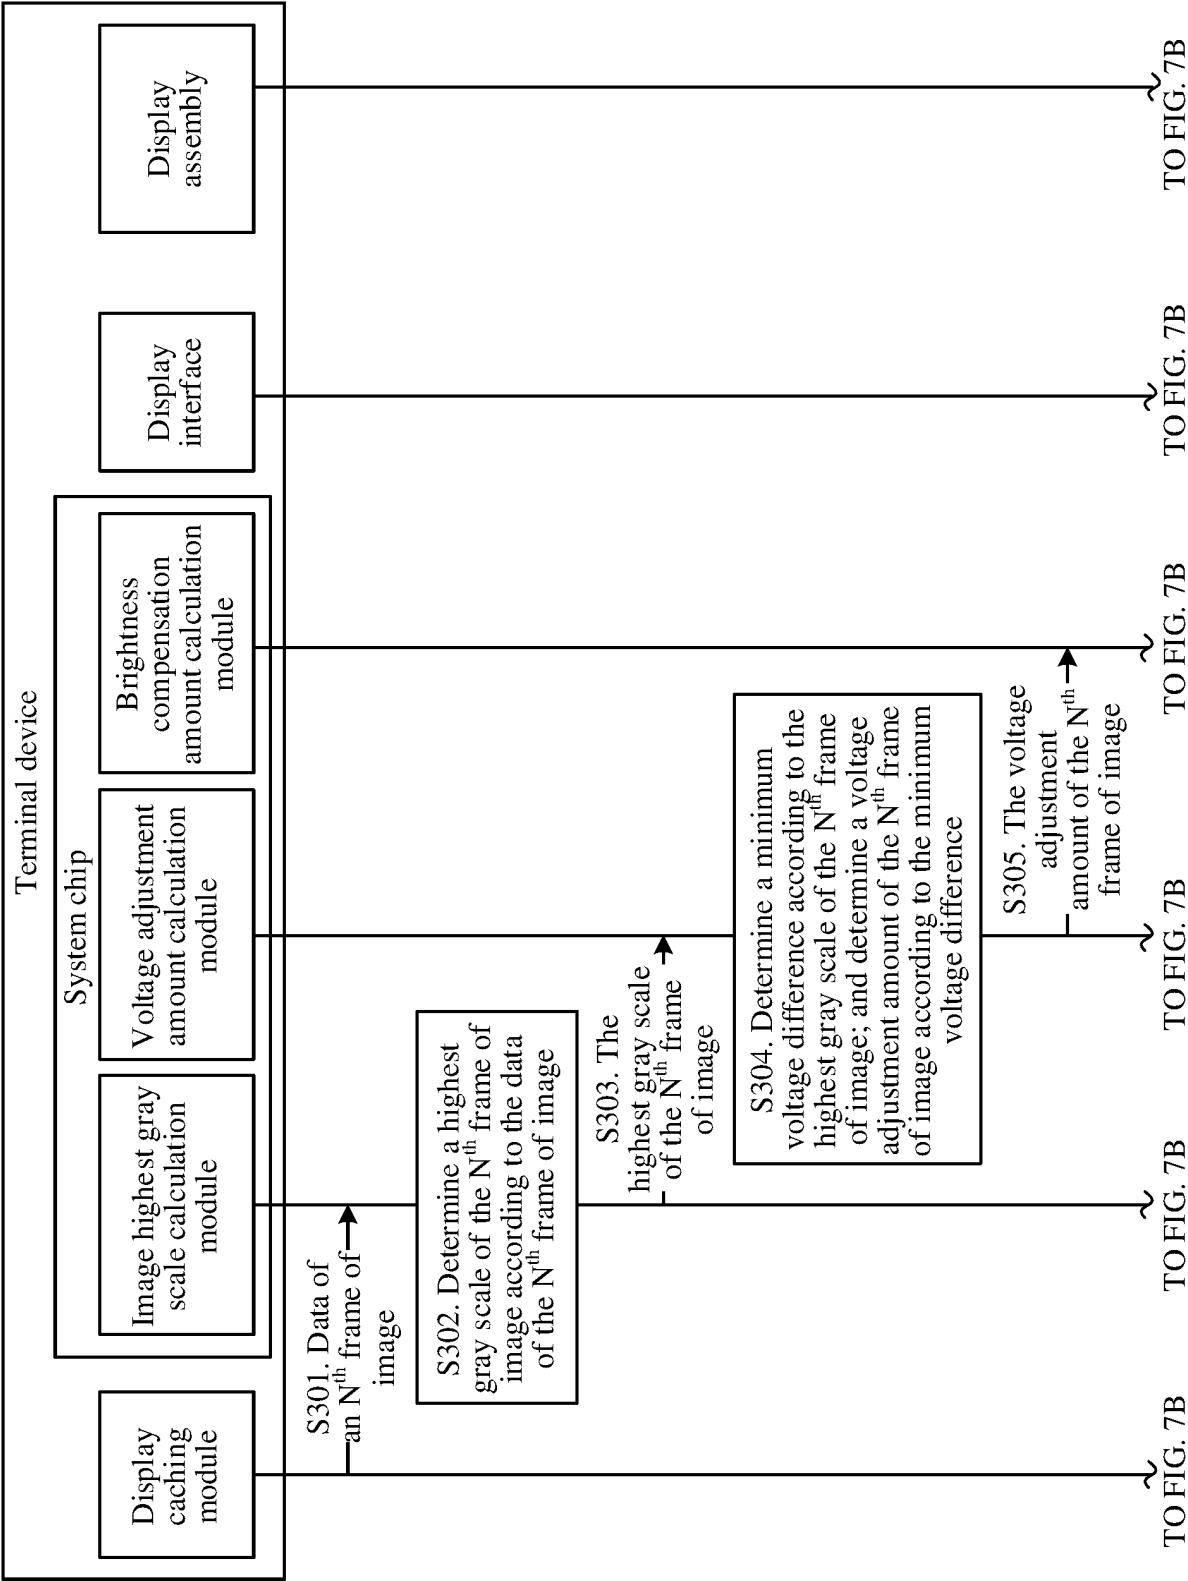 Terminal device
System chip
Display
caching
module
Image highest gray
scale calculation
module
Voltage adjustment
amount calculation
module
Brightness
compensation
amount calculation
module
Display
interface
Display
assembly
S301. Data of
an Nth frame of
image
S302. Determine a highest
gray scale of the Nth frame of
image according to the data
of the Nth frame of image
S303. The
highest gray scale
of the Nth frame
of image
S304. Determine a minimum
voltage difference according to the
highest gray scale of the Nth frame
of image; and determine a voltage
adjustment amount of the Nth frame
of image according to the minimum
voltage difference
S305. The voltage
adjustment
amount of the Nth
frame of image
TO FIG. 7B
TO FIG. 7B
TO FIG. 7B
TO FIG. 7B
TO FIG. 7B
TO FIG. 7B